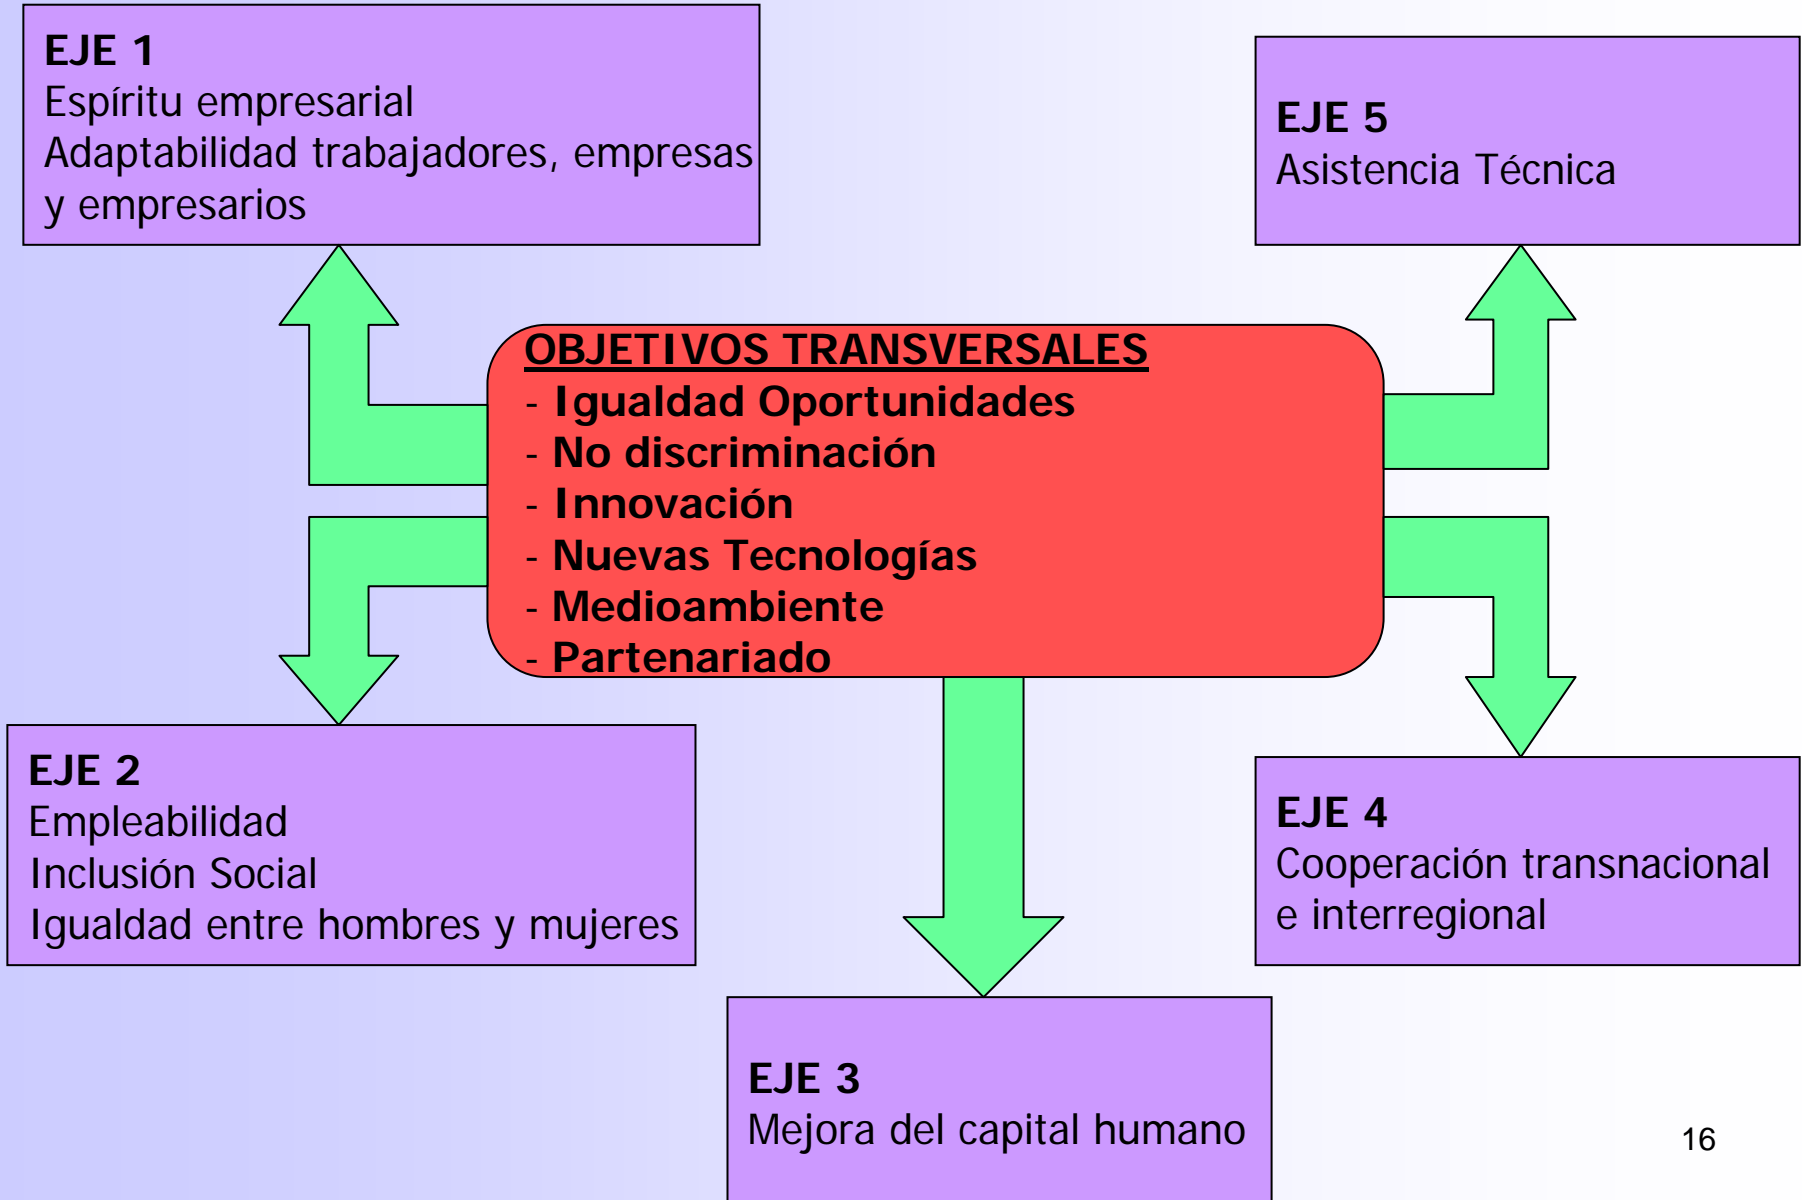 EJE 1
Espíritu empresarial
Adaptabilidad trabajadores, empresas
y empresarios
EJE 5
Asistencia Técnica
OBJETIVOS TRANSVERSALES
- Igualdad Oportunidades
- No discriminación
- Innovación
- Nuevas Tecnologías
- Medioambiente
- Partenariado
EJE 2
Empleabilidad
Inclusión Social
Igualdad entre hombres y mujeres
EJE 4
Cooperación transnacional
e interregional
EJE 3
Mejora del capital humano
16